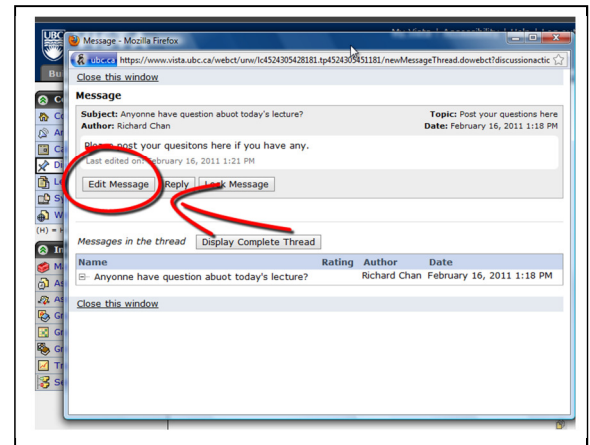 UBC
Message - Mozilla Firefox
ubc.ca https://www.vista.ubc.ca/webct/urw/lc4524305428181.tp4524305451181/newMessageThread.dowebct?discussionactic
Bu
Close this window
Message
Subject: Anyone have question abuot today's lecture?
Topic: Post your questions here
Author: Richard Chan
Date: February 16, 2011 1:18 PM
post your quesitons here if you have any.
Last edited on: February 16, 2011 1:21 PM
Edit Message Reply Lock Message
(H) =
Messages in the thread Display Complete Thread
Name Rating Author Date
Anyonne have question abuot today's lecture? Richard Chan February 16, 2011 1:18 PM
Close this window